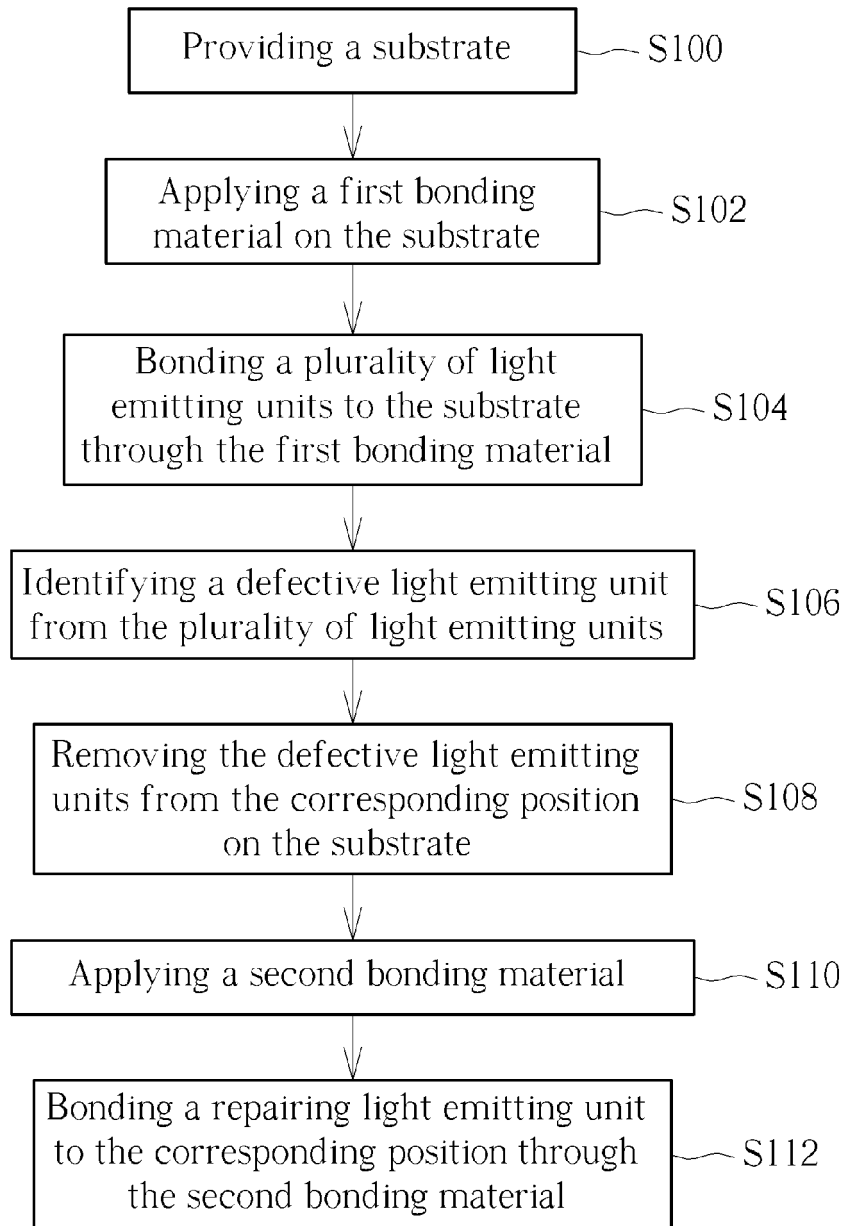 Providing a substrate
S100
Applying a first bonding
material on the substrate
S102
Bonding a plurality of light
emitting units to the substrate
through the first bonding material
S104
Identifying a defective light emitting unit
from the plurality of light emitting units
S106
Removing the defective light emitting
units from the corresponding position
on the substrate
S108
Applying a second bonding material
S110
Bonding a repairing light emitting unit
to the corresponding position through
the second bonding material
S112